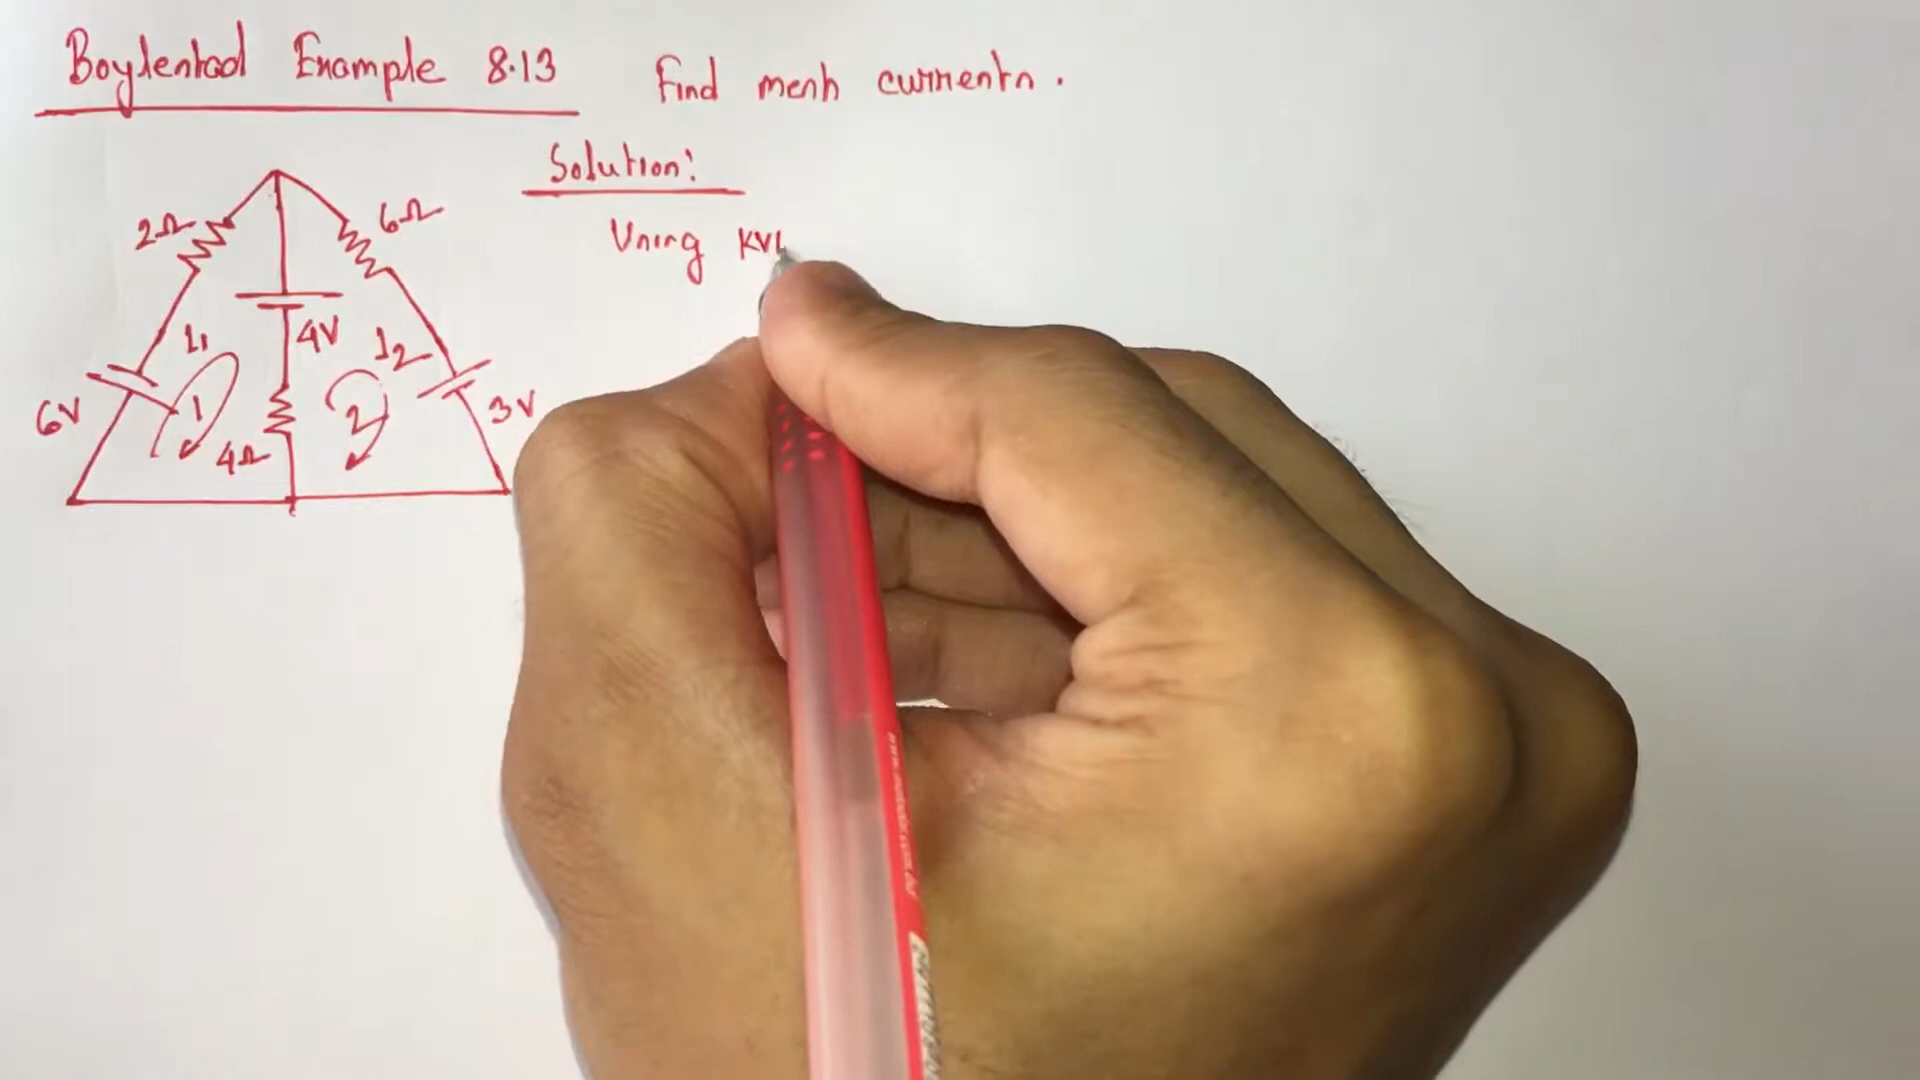 Boylentad Example 8.13
Find mesh currents.
Solution:
Using KVL
2Ω
6Ω
4V
I1
I2
6V
1
2
3V
4Ω